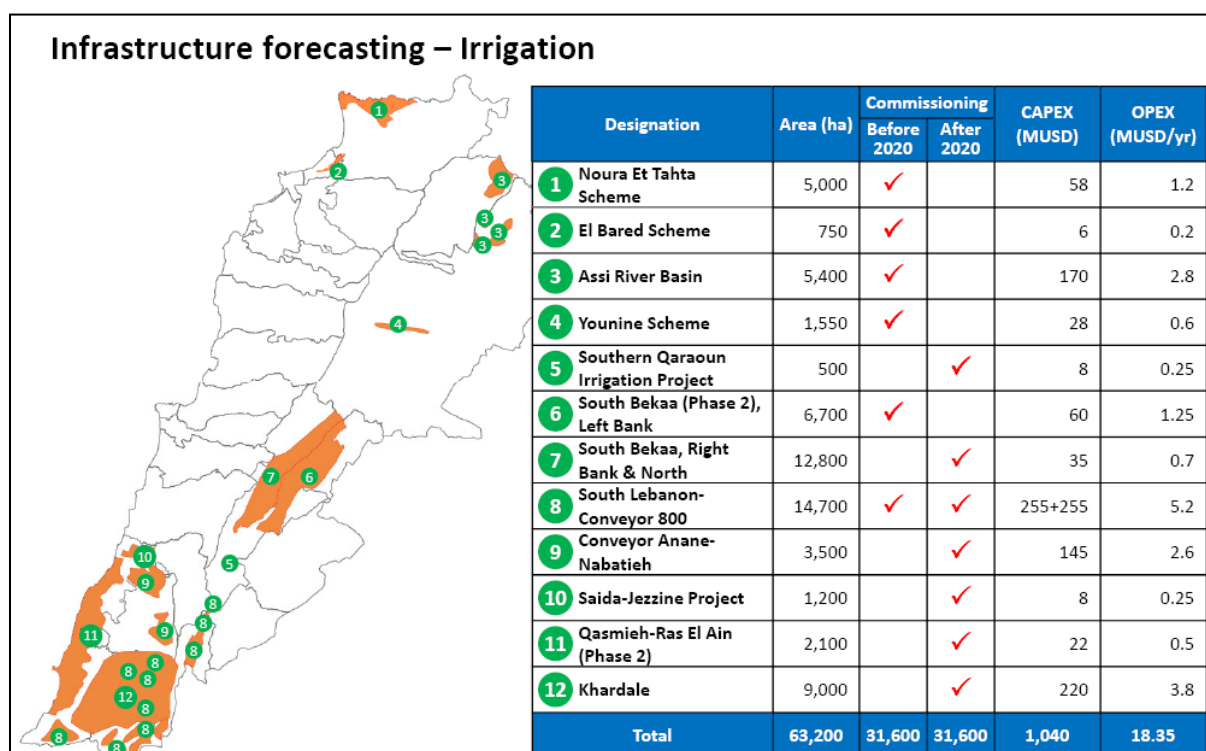 Infrastructure forecasting – Irrigation
Designation
Area (ha)
Commissioning
Before
2020
After
2020
CAPEX
(MUSD)
OPEX
(MUSD/yr)
1 Noura Et Tahta
Scheme
5,000 ✓ 58 1.2
2 El Bared Scheme 750 ✓ 6 0.2
3 Assi River Basin 5,400 ✓ 170 2.8
4 Younine Scheme 1,550 ✓ 28 0.6
5 Southern Qaraoun
Irrigation Project
500 ✓ 8 0.25
6 South Bekaa (Phase 2),
Left Bank
6,700 ✓ 60 1.25
7 South Bekaa, Right
Bank & North
12,800 ✓ 35 0.7
8 South Lebanon-
Conveyor 800
14,700 ✓ ✓ 255+255 5.2
9 Conveyor Anane-
Nabatieh
3,500 ✓ 145 2.6
10 Saida-Jezzine Project 1,200 ✓ 8 0.25
11 Qasmieh-Ras El Ain
(Phase 2)
2,100 ✓ 22 0.5
12 Khardale 9,000 ✓ 220 3.8
Total 63,200 31,600 31,600 1,040 18.35
1
2
3
3
3
3
4
7
6
5
10
9
8
8
9
11
8
8
8
8
12
8
8
8
8
8